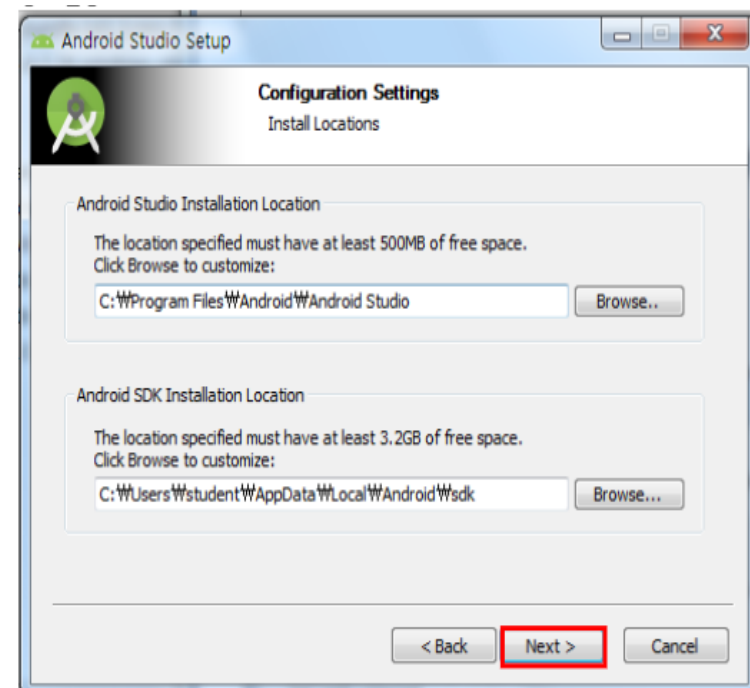 Android Studio Setup
Configuration Settings
Install Locations
Android Studio Installation Location
The location specified must have at least 500MB of free space.
Click Browse to customize:
C:₩Program Files₩Android₩Android Studio
Browse..
Android SDK Installation Location
The location specified must have at least 3.2GB of free space.
Click Browse to customize:
C:₩Users₩student₩AppData₩Local₩Android₩sdk
Browse...
< Back
Next >
Cancel